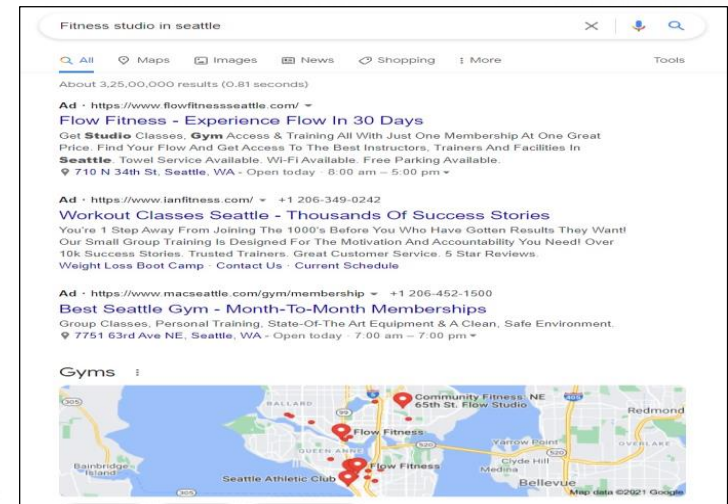 Fitness studio in seattle
All Maps Images News Shopping More Tools
About 3,25,00,000 results (0.81 seconds)
Ad · https://www.flowfitnessseattle.com/
Flow Fitness - Experience Flow In 30 Days
Get Studio Classes, Gym Access & Training All With Just One Membership At One Great
Price. Find Your Flow And Get Access To The Best Instructors, Trainers And Facilities In
Seattle. Towel Service Available. Wi-Fi Available. Free Parking Available.
710 N 34th St, Seattle, WA - Open today · 8:00 am – 5:00 pm
Ad · https://www.ianfitness.com/ +1 206-349-0242
Workout Classes Seattle - Thousands Of Success Stories
You're 1 Step Away From Joining The 1000's Before You Who Have Gotten Results They Want!
Our Small Group Training Is Designed For The Motivation And Accountability You Need! Over
10k Success Stories. Trusted Trainers. Great Customer Service. 5 Star Reviews.
Weight Loss Boot Camp · Contact Us · Current Schedule
Ad · https://www.macseattle.com/gym/membership +1 206-452-1500
Best Seattle Gym - Month-To-Month Memberships
Group Classes, Personal Training, State-Of-The Art Equipment & A Clean, Safe Environment.
7751 63rd Ave NE, Seattle, WA - Open today · 7:00 am – 7:00 pm
Gyms
Community Fitness: NE
65th St. Flow Studio
405
305
BALLARD
99
Redmond
Flow Fitness
QUEEN ANNE
520
Yarrow Point
OVERLAKE
520
Clyde Hill
Bainbridge
Island
Flow Fitness
Medina
Seattle Athletic Club
Bellevue
305
Map data ©2021 Google